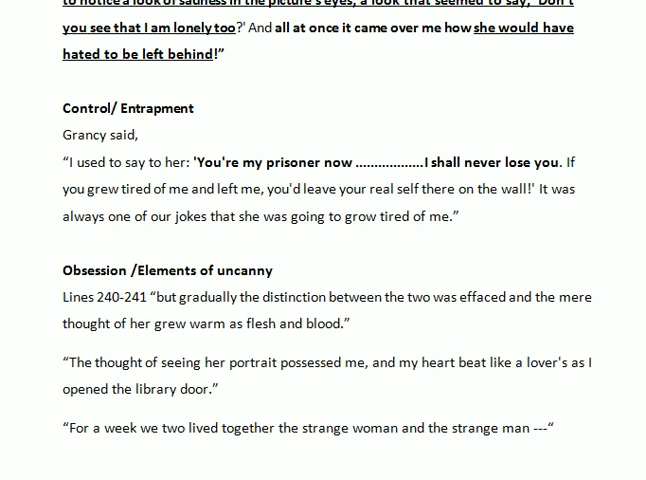 to notice a look of sadness in the picture's eyes, a look that seemed to say, 'Don't
you see that I am lonely too?' And all at once it came over me how she would have
hated to be left behind!”
Control/ Entrapment
Grancy said,
“I used to say to her: 'You're my prisoner now ..................I shall never lose you. If
you grew tired of me and left me, you'd leave your real self there on the wall!' It was
always one of our jokes that she was going to grow tired of me.”
Obsession /Elements of uncanny
Lines 240-241 “but gradually the distinction between the two was effaced and the mere
thought of her grew warm as flesh and blood.”
“The thought of seeing her portrait possessed me, and my heart beat like a lover's as I
opened the library door.”
“For a week we two lived together the strange woman and the strange man ---“